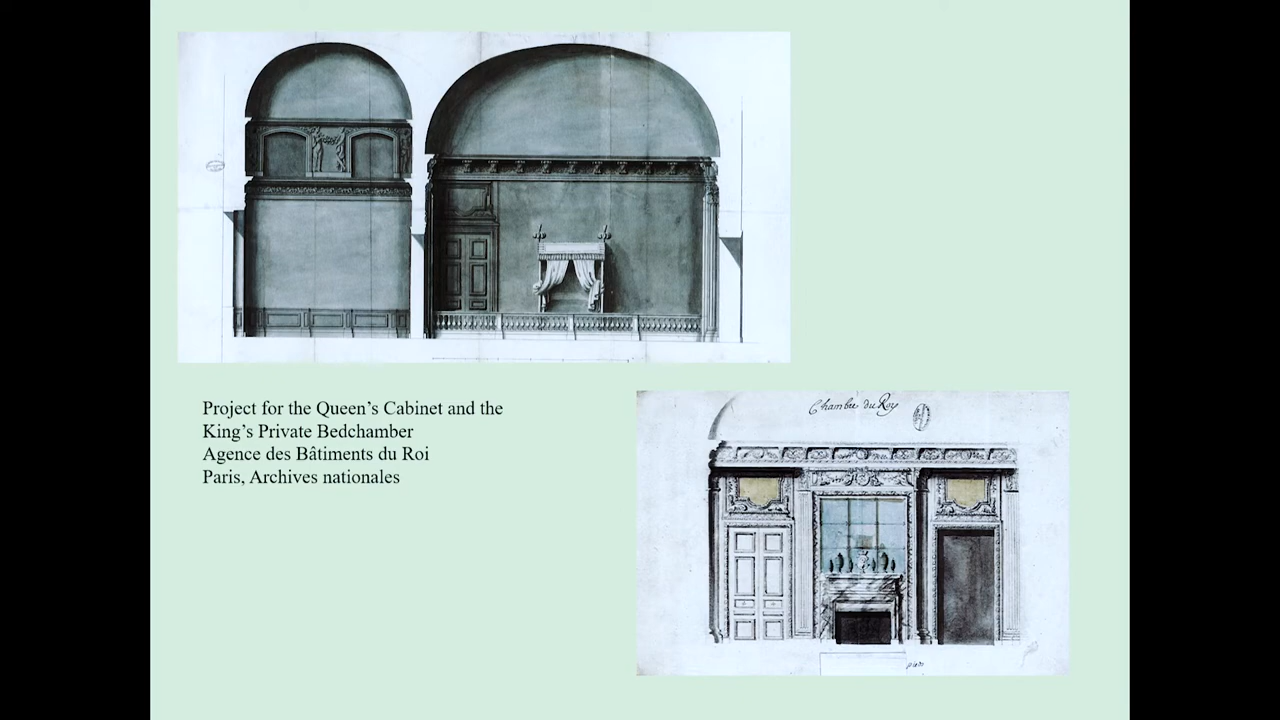 Project for the Queen's Cabinet and the
King's Private Bedchamber
Agence des Bâtiments du Roi
Paris, Archives nationales
Chambre du Roy